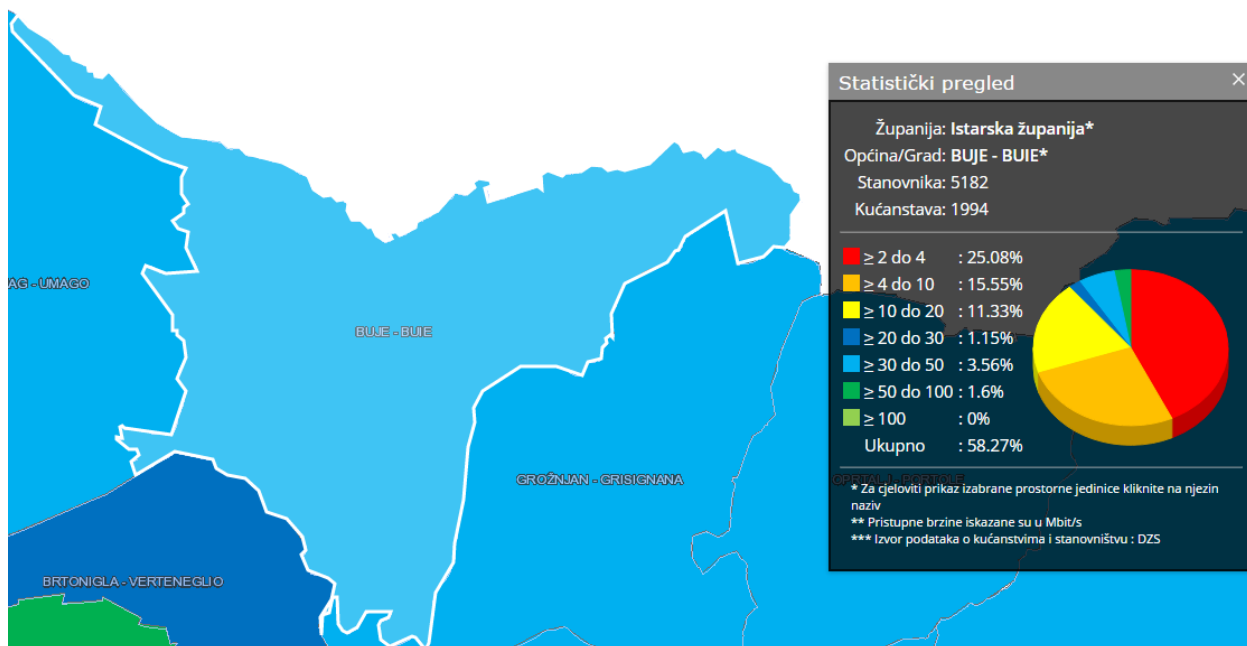 Statistički pregled
×
Županija: Istarska županija*
Općina/Grad: BUJE - BUIE*
Stanovnika: 5182
Kućanstava: 1994
≥ 2 do 4 : 25.08%
≥ 4 do 10 : 15.55%
≥ 10 do 20 : 11.33%
≥ 20 do 30 : 1.15%
≥ 30 do 50 : 3.56%
≥ 50 do 100 : 1.6%
≥ 100 : 0%
Ukupno : 58.27%
* Za cjeloviti prikaz izabrane prostorne jedinice kliknite na njezin
naziv
** Pristupne brzine iskazane su u Mbit/s
*** Izvor podataka o kućanstvima i stanovništvu : DZS
AG - UMAGO
BUJE - BUIE
GROŽNJAN - GRISIGNANA
OPRTALJ - PORTOLE
BRTONIGLA - VERTENEGLIO